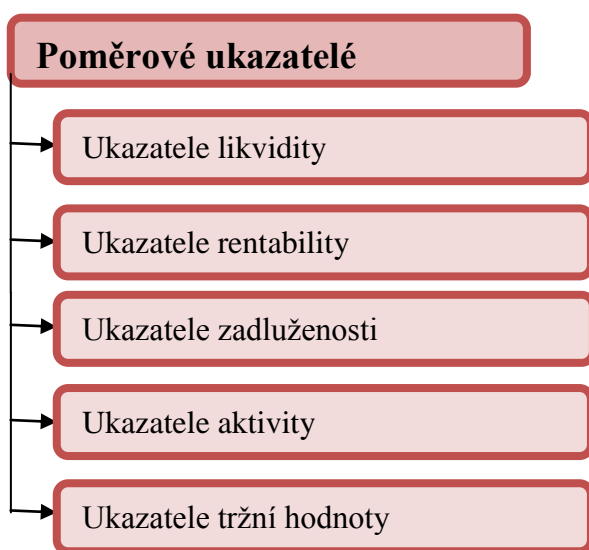 Poměrové ukazatelé
Ukazatele likvidity
Ukazatele rentability
Ukazatele zadluženosti
Ukazatele aktivity
Ukazatele tržní hodnoty